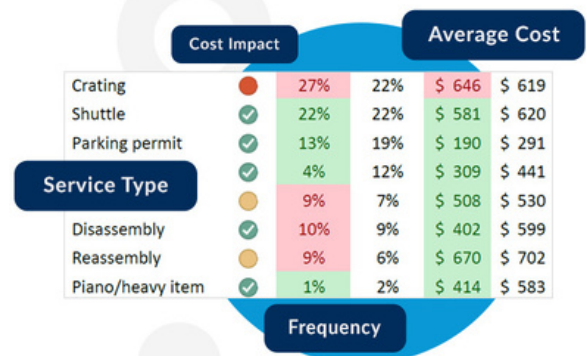 Cost Impact
Average Cost
Crating 27% 22% $ 646 $ 619
Shuttle 22% 22% $ 581 $ 620
Parking permit 13% 19% $ 190 $ 291
4% 12% $ 309 $ 441
Service Type
9% 7% $ 508 $ 530
Disassembly 10% 9% $ 402 $ 599
Reassembly 9% 6% $ 670 $ 702
Piano/heavy item 1% 2% $ 414 $ 583
Frequency